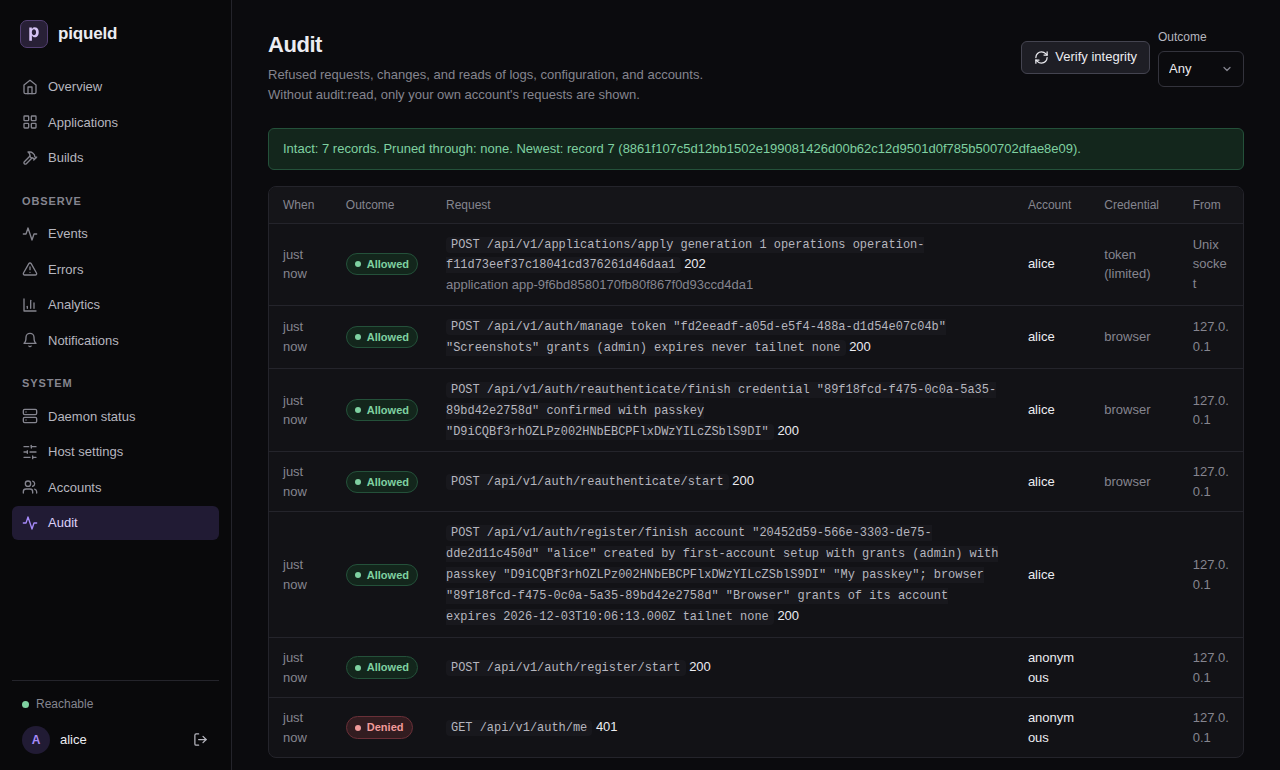 p piqueld
Overview
Applications
Builds
OBSERVE
Events
Errors
Analytics
Notifications
SYSTEM
Daemon status
Host settings
Accounts
Audit
Reachable
A alice
Audit
Refused requests, changes, and reads of logs, configuration, and accounts.
Without audit:read, only your own account's requests are shown.
Verify integrity
Outcome
Any
Intact: 7 records. Pruned through: none. Newest: record 7 (8861f107c5d12bb1502e199081426d00b62c12d9501d0f785b500702dfae8e09).
When Outcome Request Account Credential From
just
now
Allowed
POST /api/v1/applications/apply generation 1 operations operation-
f11d73eef37c18041cd376261d46daa1 202
application app-9f6bd8580170fb80f867f0d93ccd4da1
alice
token
(limited)
Unix
socke
t
just
now
Allowed
POST /api/v1/auth/manage token "fd2eeadf-a05d-e5f4-488a-d1d54e07c04b"
"Screenshots" grants (admin) expires never tailnet none 200
alice
browser
127.0.
0.1
just
now
Allowed
POST /api/v1/auth/reauthenticate/finish credential "89f18fcd-f475-0c0a-5a35-
89bd42e2758d" confirmed with passkey
"D9iCQBf3rhOZLPz002HNbEBCPFlxDWzYILcZSblS9DI" 200
alice
browser
127.0.
0.1
just
now
Allowed
POST /api/v1/auth/reauthenticate/start 200
alice
browser
127.0.
0.1
just
now
Allowed
POST /api/v1/auth/register/finish account "20452d59-566e-3303-de75-
dde2d11c450d" "alice" created by first-account setup with grants (admin) with
passkey "D9iCQBf3rhOZLPz002HNbEBCPFlxDWzYILcZSblS9DI" "My passkey"; browser
"89f18fcd-f475-0c0a-5a35-89bd42e2758d" "Browser" grants of its account
expires 2026-12-03T10:06:13.000Z tailnet none 200
alice
127.0.
0.1
just
now
Allowed
POST /api/v1/auth/register/start 200
anonym
ous
127.0.
0.1
just
now
Denied
GET /api/v1/auth/me 401
anonym
ous
127.0.
0.1